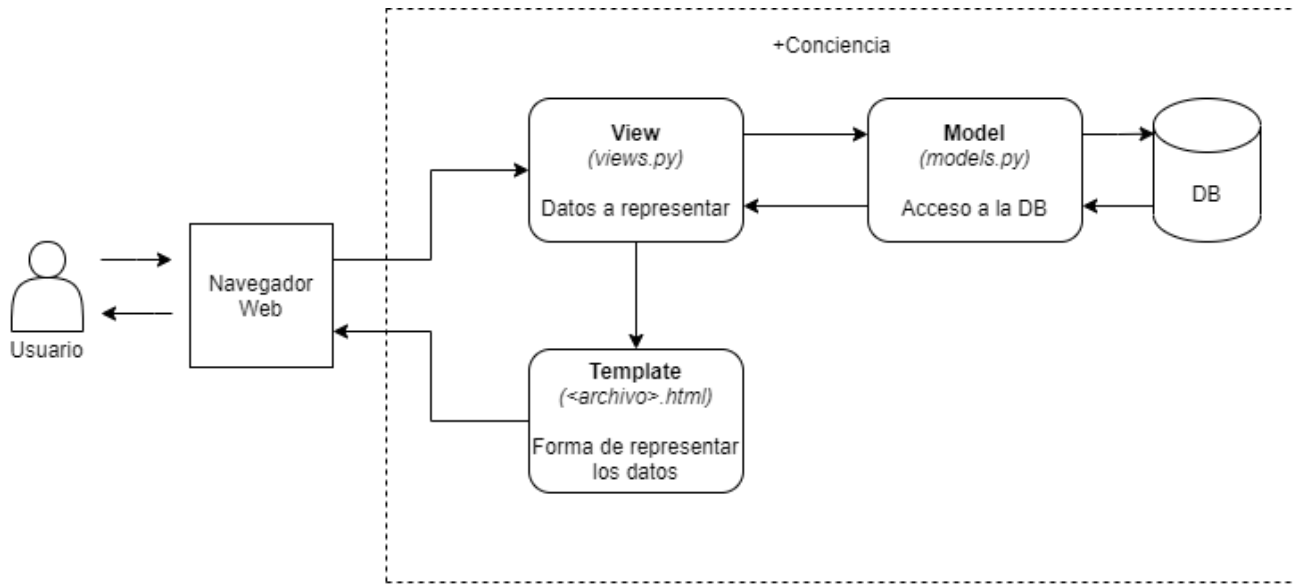 +Conciencia
View
(views.py)
Datos a representar
Model
(models.py)
Acceso a la DB
DB
Navegador
Web
Usuario
Template
(<archivo>.html)
Forma de representar
los datos